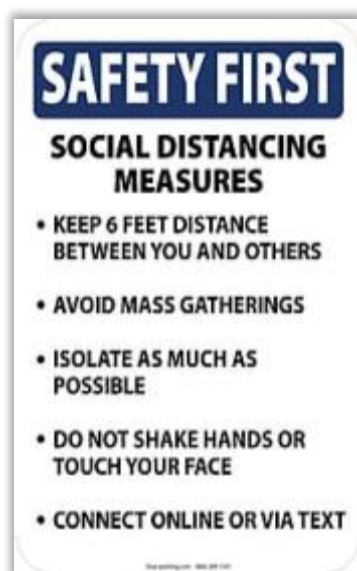 SAFETY FIRST
SOCIAL DISTANCING
MEASURES
• KEEP 6 FEET DISTANCE
BETWEEN YOU AND OTHERS
• AVOID MASS GATHERINGS
• ISOLATE AS MUCH AS
POSSIBLE
• DO NOT SHAKE HANDS OR
TOUCH YOUR FACE
• CONNECT ONLINE OR VIA TEXT